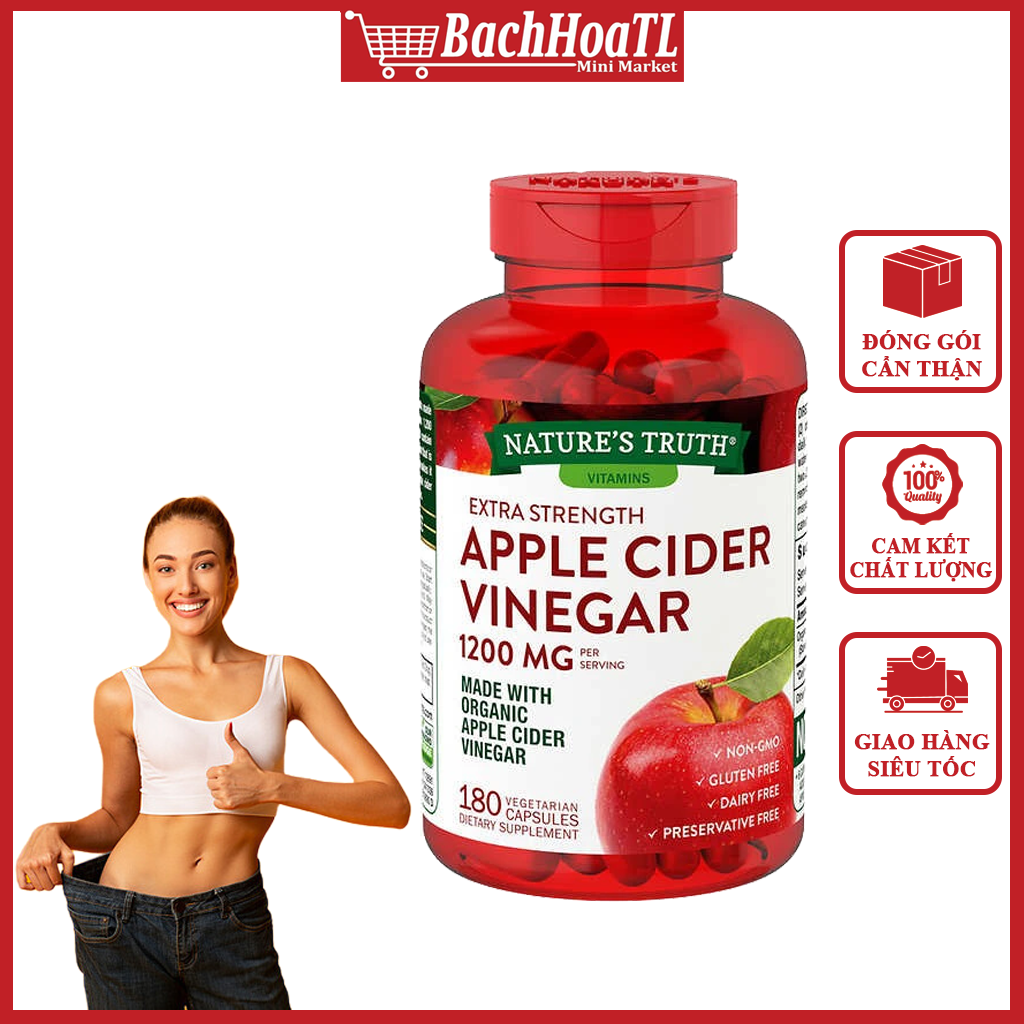 BachHoaTL
Mini Market
NATURE'S TRUTH®
VITAMINS
EXTRA STRENGTH
APPLE CIDER
VINEGAR
1200 MG PER
SERVING
MADE WITH
ORGANIC
APPLE CIDER
VINEGAR
180 VEGETARIAN
CAPSULES
DIETARY SUPPLEMENT
✓ NON-GMO
✓ GLUTEN FREE
✓ DAIRY FREE
✓ PRESERVATIVE FREE
ĐÓNG GÓI
CẨN THẬN
100%
Quality
CAM KẾT
CHẤT LƯỢNG
GIAO HÀNG
SIÊU TỐC